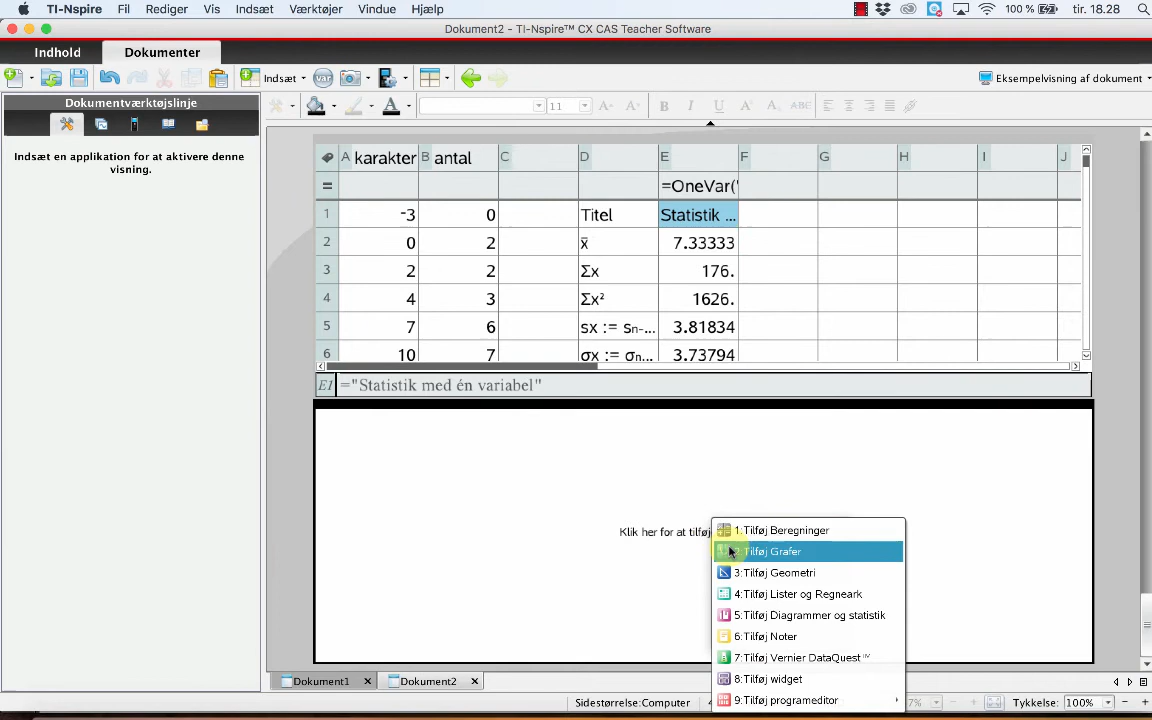 TI-Nspire Fil Rediger Vis Indsæt Værktøjer Vindue Hjælp 100 % tir. 18.28
Dokument2 - TI-Nspire™ CX CAS Teacher Software
Indhold Dokumenter
Indsæt Eksempelvisning af dokument
Dokumentværktøjslinje
11 A A B I U A A ABC
Indsæt en applikation for at aktivere denne
visning.
A karakter B antal C D E F G H I J
= =OneVar('
1 -3 0 Titel Statistik ...
2 0 2 x̄ 7.33333
3 2 2 Σx 176.
4 4 3 Σx² 1626.
5 7 6 sx := sn-... 3.81834
6 10 7 σx := σn... 3.73794
E1 ="Statistik med én variabel"
Klik her for at tilføj
1:Tilføj Beregninger
2:Tilføj Grafer
3:Tilføj Geometri
4:Tilføj Lister og Regneark
5:Tilføj Diagrammer og statistik
6:Tilføj Noter
7:Tilføj Vernier DataQuest™
8:Tilføj widget
9:Tilføj programeditor
Dokument1 Dokument2
Sidestørrelse:Computer 7% Tykkelse: 100%